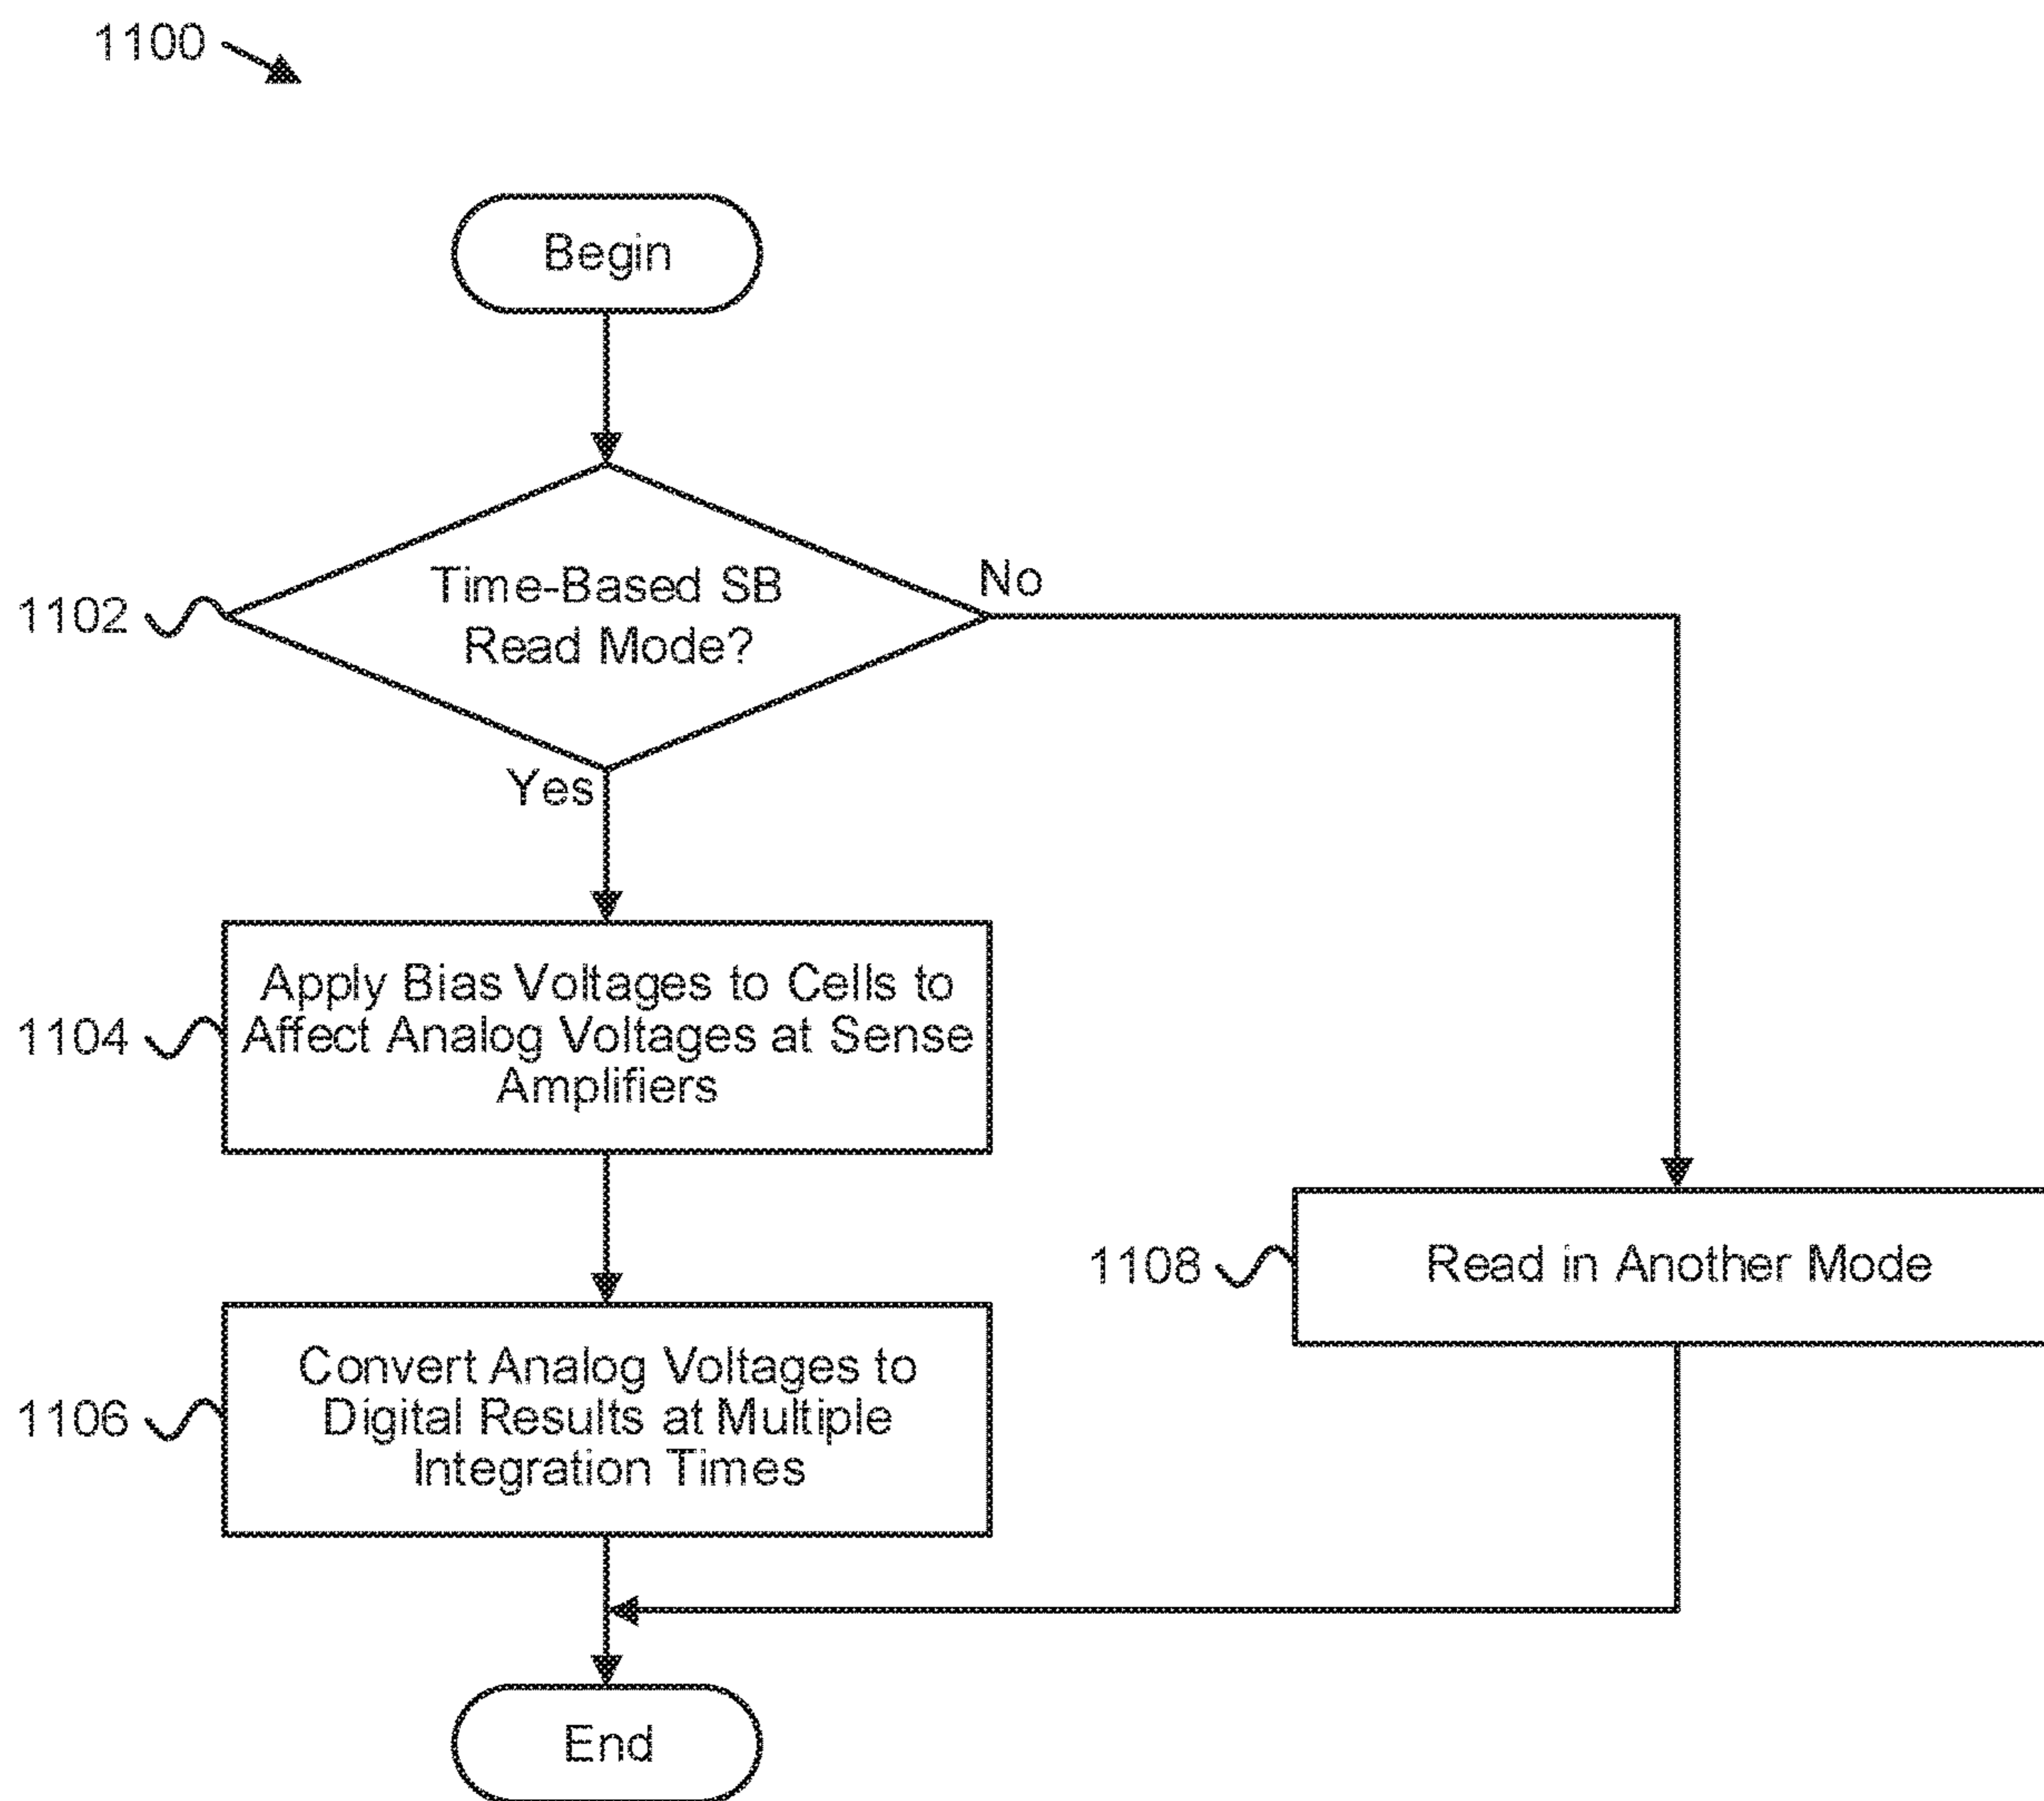 1100
Begin
Time-Based SB
Read Mode?
No
1102
Yes
Apply Bias Voltages to Cells to
Affect Analog Voltages at Sense
Amplifiers
1104
Convert Analog Voltages to
Digital Results at Multiple
Integration Times
1106
1108
Read in Another Mode
End